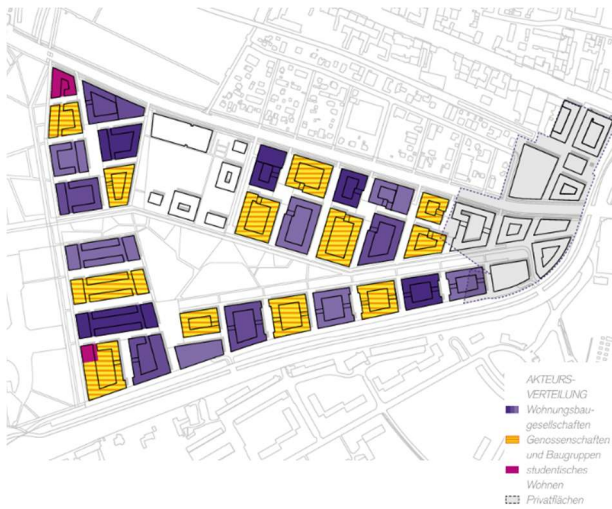 AKTEURS-
VERTEILUNG
Wohnungsbau-
gesellschaften
Genossenschaften
und Baugruppen
studentisches
Wohnen
Privatflächen